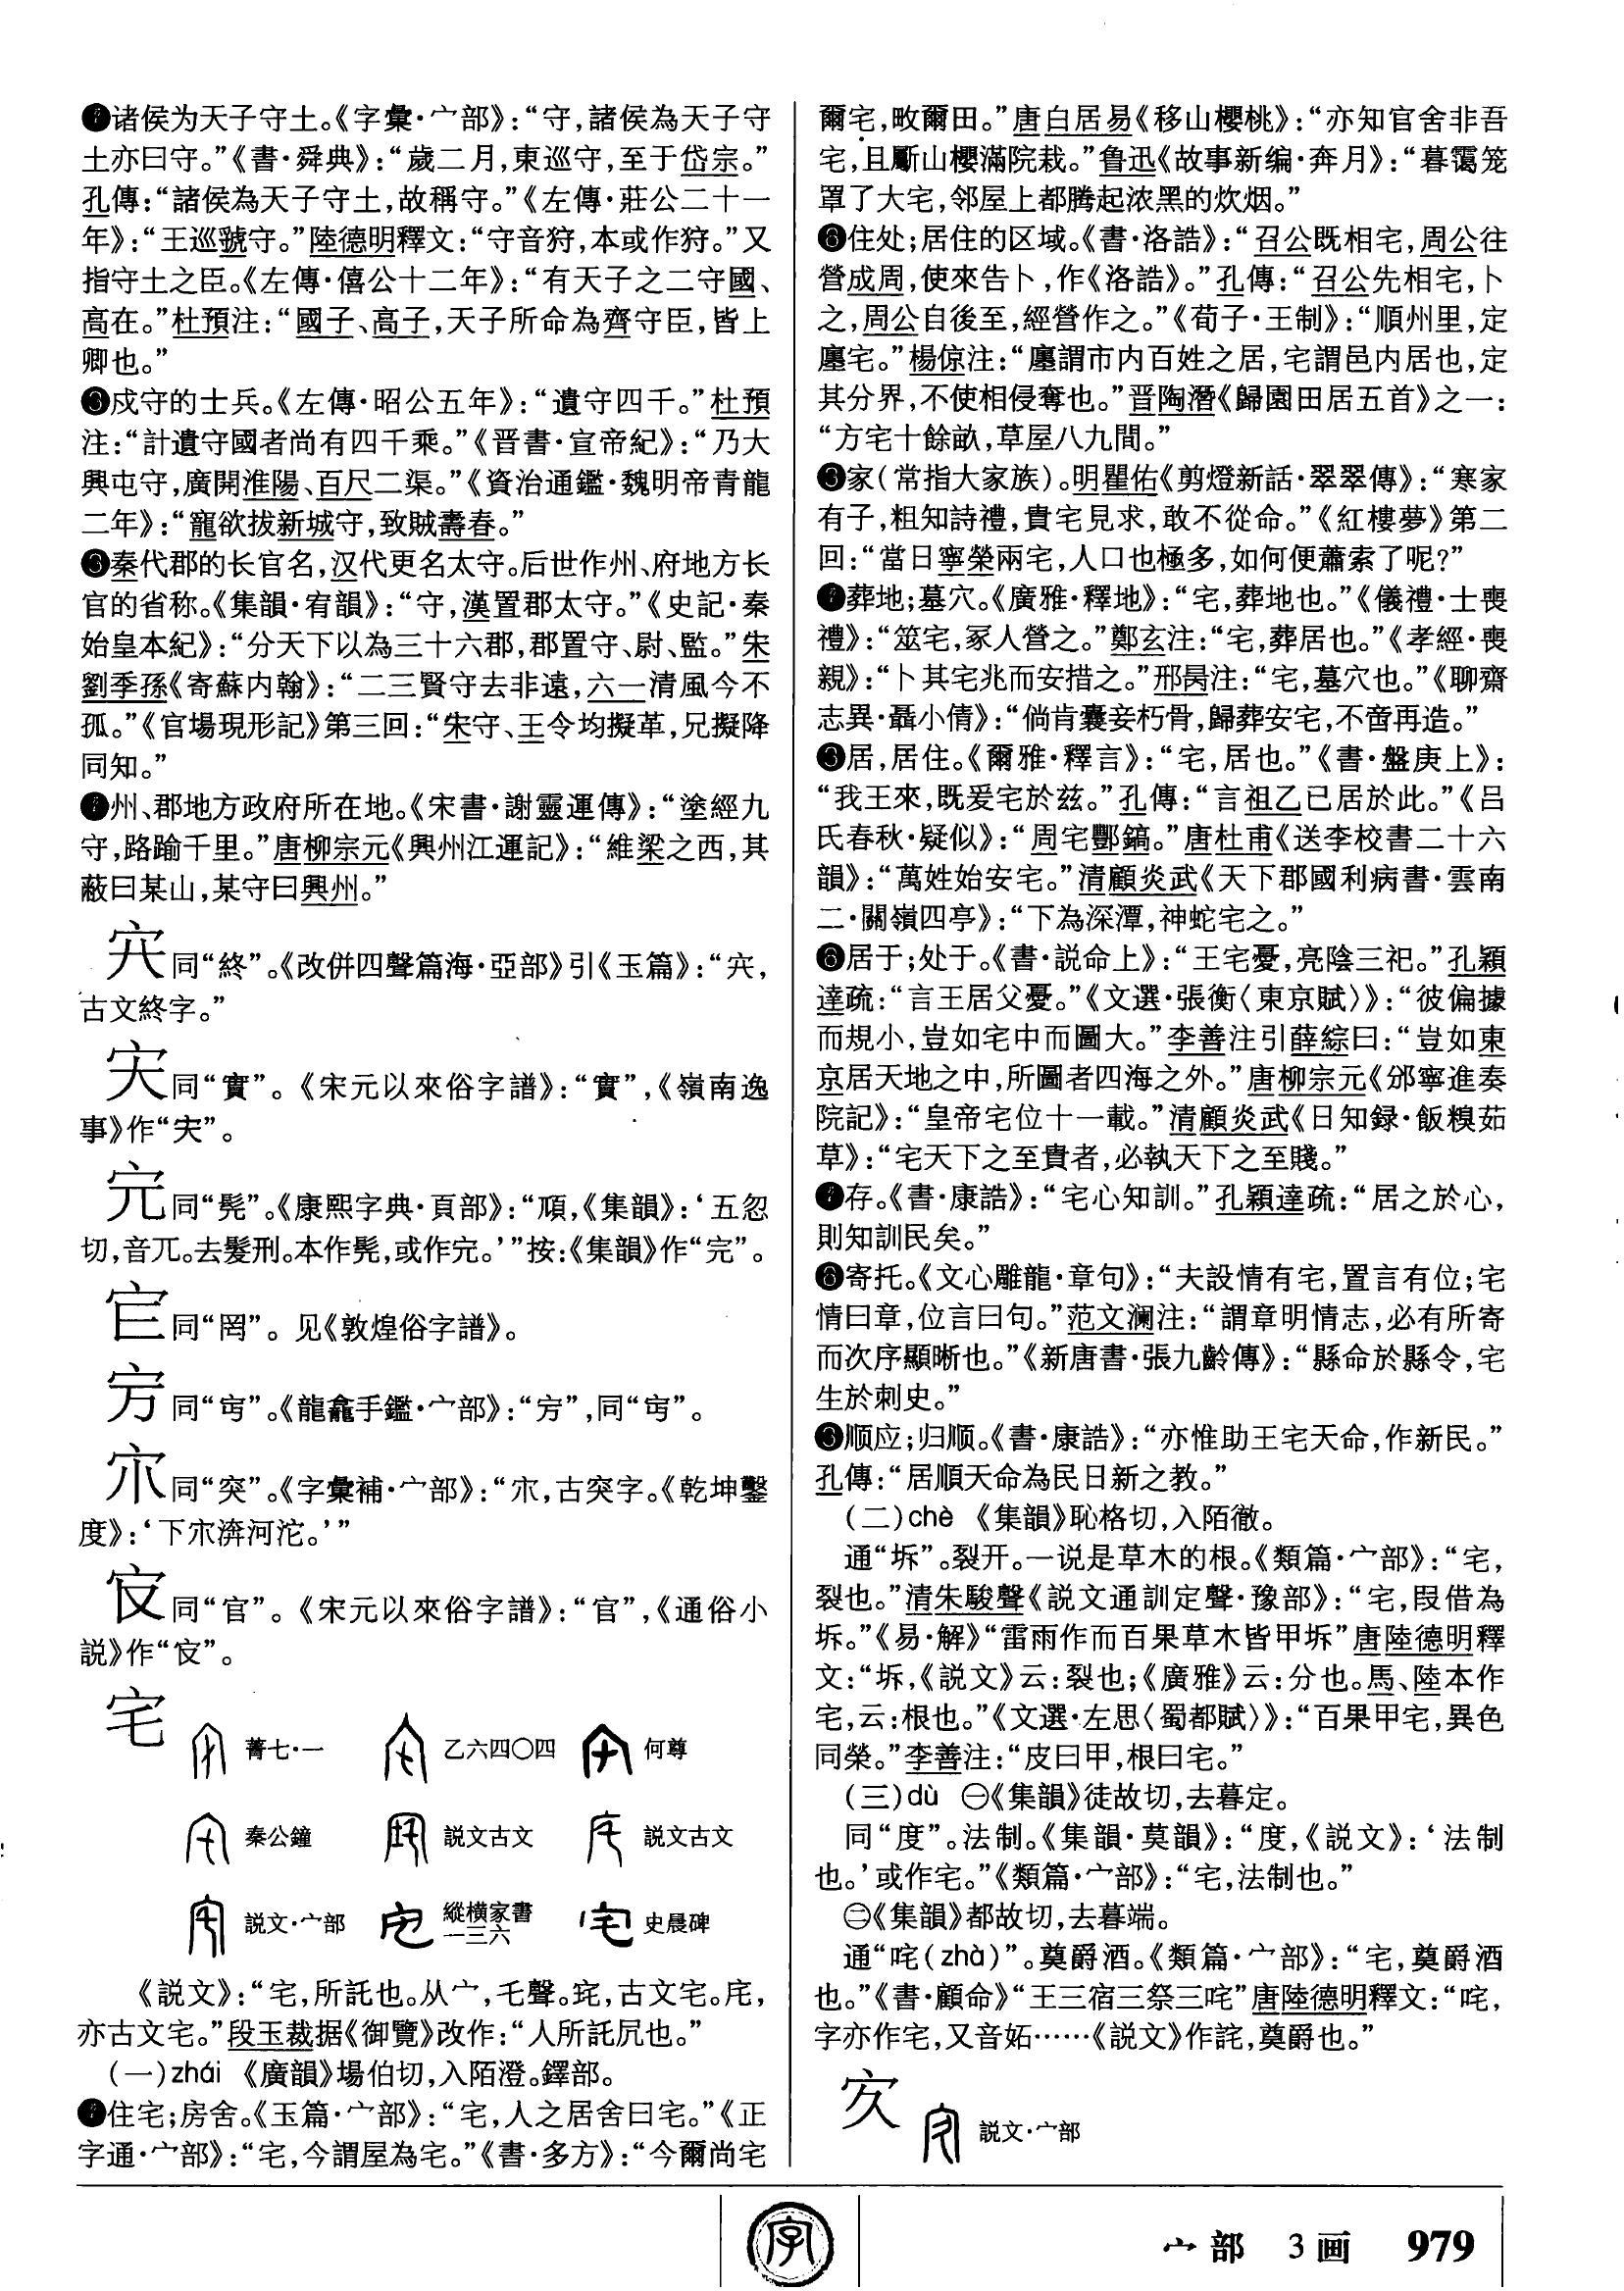 诸侯为天子守土。《字彙·宀部》：“守，諸侯為天子守
土亦曰守。”《書·舜典》：“歲二月，東巡守，至于岱宗。”
孔傳：“諸侯為天子守土，故稱守。”《左傳·莊公二十一
年》：“王巡虢守。”陸德明釋文：“守音狩，本或作狩。”又
指守土之臣。《左傳·僖公十二年》：“有天子之二守國、
高在。”杜預注：“國子、高子，天子所命為齊守臣，皆上
卿也。”
戍守的士兵。《左傳·昭公五年》：“遺守四千。”杜預
注：“計遺守國者尚有四千乘。”《晋書·宣帝紀》：“乃大
興屯守，廣開淮陽、百尺二渠。”《資治通鑑·魏明帝青龍
二年》：“寵欲拔新城守，致賊壽春。”
秦代郡的长官名，汉代更名太守。后世作州、府地方长
官的省称。《集韻·宥韻》：“守，漢置郡太守。”《史記·秦
始皇本紀》：“分天下以為三十六郡，郡置守、尉、監。”朱
劉季孫《寄蘇内翰》：“二三賢守去非遠，六一清風今不
孤。”《官場現形記》第三回：“朱守、王令均擬革，兄擬降
同知。”
州、郡地方政府所在地。《宋書·謝靈運傳》：“塗經九
守，路踰千里。”唐柳宗元《興州江運記》：“維梁之西，其
蔽曰某山，某守曰興州。”
㝎同“終”。《改併四聲篇海·亞部》引《玉篇》：“，
古文終字。”
同“實”。《宋元以來俗字譜》：“實”，《嶺南逸
事》作“”。
同“髡”。《康熙字典·頁部》：“頑，《集韻》：‘五忽
切，音兀。去髮刑。本作髡，或作。’”按：《集韻》作“完”。
同“罔”。见《敦煌俗字譜》。
同“㝑”。《龍龕手鑑·宀部》：“”，同“”。
同“突”。《字彙補·宀部》：“，古突字。《乾坤鑿
度》：‘下渀河沱。’”
同“官”。《宋元以來俗字譜》：“官”，《通俗小
説》作“”。
宅 菁七·一 乙六四〇四 何尊
秦公鐘 説文古文 説文古文
説文·宀部 縱横家書一三六 史晨碑
《説文》：“宅，所託也。从宀，乇聲。㡯，古文宅。㡯，
亦古文宅。”段玉裁据《御覽》改作：“人所託凥也。”
（一）zhái 《廣韻》場伯切，入陌澄。鐸部。
住宅；房舍。《玉篇·宀部》：“宅，人之居舍曰宅。”《正
字通·宀部》：“宅，今謂屋為宅。”《書·多方》：“今爾尚宅
爾宅，畋爾田。”唐白居易《移山櫻桃》：“亦知官舍非吾
宅，且斸山櫻滿院栽。”鲁迅《故事新编·奔月》：“暮霭笼
罩了大宅，邻屋上都腾起浓黑的炊烟。”
住处；居住的区域。《書·洛誥》：“召公既相宅，周公往
營成周，使來告卜，作《洛誥》。”孔傳：“召公先相宅，卜
之，周公自後至，經營作之。”《荀子·王制》：“順州里，定
廛宅。”楊倞注：“廛謂市内百姓之居，宅謂邑内居也，定
其分界，不使相侵奪也。”晋陶潛《歸園田居五首》之一：
“方宅十餘畝，草屋八九間。”
家（常指大家族）。明瞿佑《剪燈新話·翠翠傳》：“寒家
有子，粗知詩禮，貴宅見求，敢不從命。”《紅樓夢》第二
回：“當日寧榮兩宅，人口也極多，如何便蕭索了呢？”
葬地；墓穴。《廣雅·釋地》：“宅，葬地也。”《儀禮·士喪
禮》：“筮宅，冢人營之。”鄭玄注：“宅，葬居也。”《孝經·喪
親》：“卜其宅兆而安措之。”邢昺注：“宅，墓穴也。”《聊齋
志異·聶小倩》：“倘肯囊妾朽骨，歸葬安宅，不啻再造。”
居，居住。《爾雅·釋言》：“宅，居也。”《書·盤庚上》：
“我王來，既爰宅於兹。”孔傳：“言祖乙已居於此。”《吕
氏春秋·疑似》：“周宅酆鎬。”唐杜甫《送李校書二十六
韻》：“萬姓始安宅。”清顧炎武《天下郡國利病書·雲南
二·關嶺四亭》：“下為深潭，神蛇宅之。”
居于；处于。《書·説命上》：“王宅憂，亮陰三祀。”孔穎
達疏：“言王居父憂。”《文選·張衡〈東京賦〉》：“彼偏據
而規小，豈如宅中而圖大。”李善注引薛綜曰：“豈如東
京居天地之中，所圖者四海之外。”唐柳宗元《邠寧進奏
院記》：“皇帝宅位十一載。”清顧炎武《日知録·飯糗茹
草》：“宅天下之至貴者，必執天下之至賤。”
存。《書·康誥》：“宅心知訓。”孔穎達疏：“居之於心，
則知訓民矣。”
寄托。《文心雕龍·章句》：“夫設情有宅，置言有位；宅
情曰章，位言曰句。”范文澜注：“謂章明情志，必有所寄
而次序顯晰也。”《新唐書·張九齡傳》：“縣命於縣令，宅
生於刺史。”
顺应；归顺。《書·康誥》：“亦惟助王宅天命，作新民。”
孔傳：“居順天命為民日新之教。”
（二）chè 《集韻》恥格切，入陌徹。
通“坼”。裂开。一说是草木的根。《類篇·宀部》：“宅，
裂也。”清朱駿聲《説文通訓定聲·豫部》：“宅，叚借為
坼。”《易·解》“雷雨作而百果草木皆甲坼”唐陸德明釋
文：“坼，《説文》云：裂也；《廣雅》云：分也。馬、陸本作
宅，云：根也。”《文選·左思〈蜀都賦〉》：“百果甲宅，異色
同榮。”李善注：“皮曰甲，根曰宅。”
（三）dù ㊀《集韻》徒故切，去暮定。
同“度”。法制。《集韻·莫韻》：“度，《説文》：‘法制
也。’或作宅。”《類篇·宀部》：“宅，法制也。”
㊁《集韻》都故切，去暮端。
通“咤（zhà）”。奠爵酒。《類篇·宀部》：“宅，奠爵酒
也。”《書·顧命》“王三宿三祭三咤”唐陸德明釋文：“咤，
字亦作宅，又音妬……《説文》作詫，奠爵也。”
㝌 説文·宀部
字
宀部 3画 979